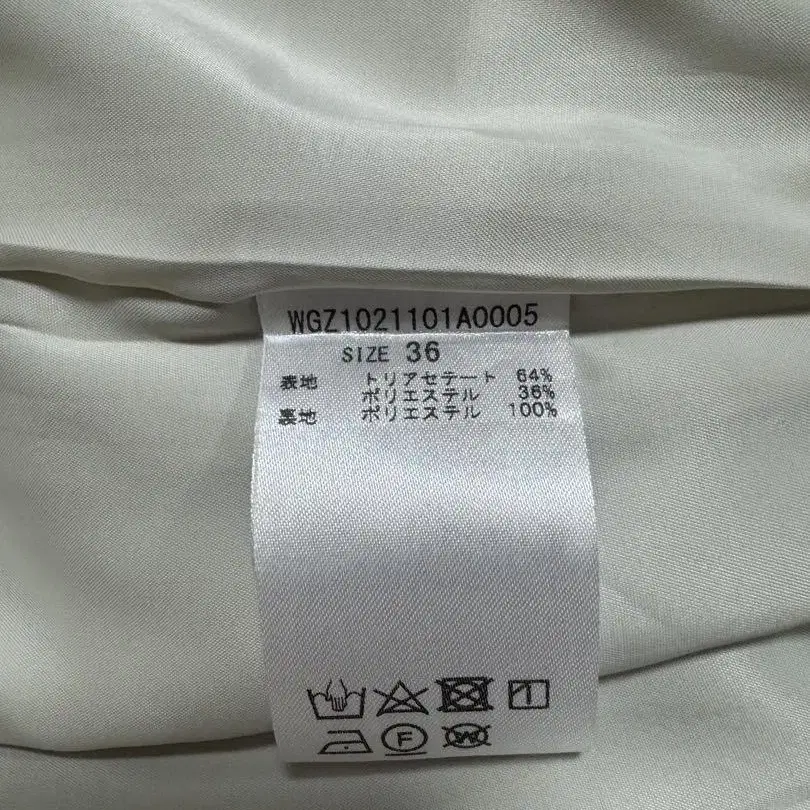 WGZ1021101A0005
SIZE 36
表地 トリアセテート 64%
ポリエステル 36%
裏地 ポリエステル 100%
F W